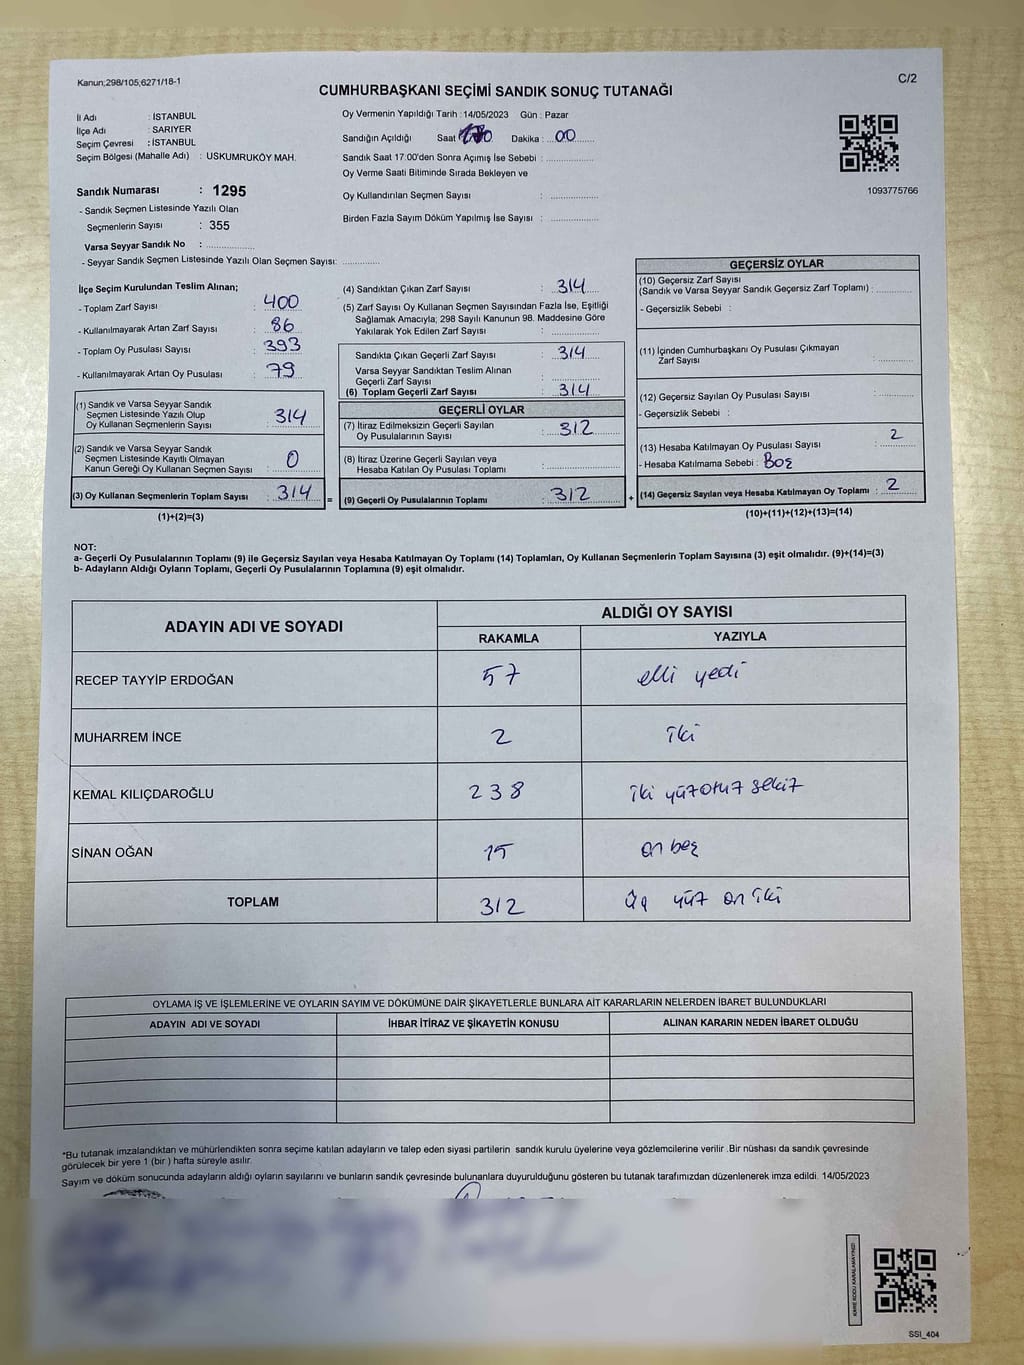 Kanun;298/105;6271/18-1
C/2
CUMHURBAŞKANI SEÇİMİ SANDIK SONUÇ TUTANAĞI
İl Adı : İSTANBUL
İlçe Adı : SARIYER
Seçim Çevresi : İSTANBUL
Seçim Bölgesi (Mahalle Adı) : USKUMRUKÖY MAH.
Oy Vermenin Yapıldığı Tarih :14/05/2023 Gün : Pazar
Sandığın Açıldığı Saat Dakika : 00
Sandık Saat 17:00'den Sonra Açımış İse Sebebi :
Oy Verme Saati Bitiminde Sırada Bekleyen ve
Oy Kullandırılan Seçmen Sayısı :
Birden Fazla Sayım Döküm Yapılmış İse Sayısı :
1093775766
Sandık Numarası : 1295
- Sandık Seçmen Listesinde Yazılı Olan
Seçmenlerin Sayısı : 355
Varsa Seyyar Sandık No :
- Seyyar Sandık Seçmen Listesinde Yazılı Olan Seçmen Sayısı:
İlçe Seçim Kurulundan Teslim Alınan;
- Toplam Zarf Sayısı : 400
- Kullanılmayarak Artan Zarf Sayısı : 86
- Toplam Oy Pusulası Sayısı : 393
- Kullanılmayarak Artan Oy Pusulası : 79
(1) Sandık ve Varsa Seyyar Sandık
Seçmen Listesinde Yazılı Olup
Oy Kullanan Seçmenlerin Sayısı : 314
(2) Sandık ve Varsa Seyyar Sandık
Seçmen Listesinde Kayıtlı Olmayan
Kanun Gereği Oy Kullanan Seçmen Sayısı : 0
(3) Oy Kullanan Seçmenlerin Toplam Sayısı : 314 =
(1)+(2)=(3)
(4) Sandıktan Çıkan Zarf Sayısı : 314
(5) Zarf Sayısı Oy Kullanan Seçmen Sayısından Fazla İse, Eşitliği
Sağlamak Amacıyla; 298 Sayılı Kanunun 98. Maddesine Göre
Yakılarak Yok Edilen Zarf Sayısı :
Sandıkta Çıkan Geçerli Zarf Sayısı : 314
Varsa Seyyar Sandıktan Teslim Alınan
Geçerli Zarf Sayısı :
(6) Toplam Geçerli Zarf Sayısı : 314
GEÇERLİ OYLAR
(7) İtiraz Edilmeksizin Geçerli Sayılan
Oy Pusulalarının Sayısı : 312
(8) İtiraz Üzerine Geçerli Sayılan veya
Hesaba Katılan Oy Pusulası Toplamı :
(9) Geçerli Oy Pusulalarının Toplamı : 312 +
GEÇERSİZ OYLAR
(10) Geçersiz Zarf Sayısı
(Sandık ve Varsa Seyyar Sandık Geçersiz Zarf Toplamı) :
- Geçersizlik Sebebi :
(11) İçinden Cumhurbaşkanı Oy Pusulası Çıkmayan
Zarf Sayısı :
(12) Geçersiz Sayılan Oy Pusulası Sayısı :
- Geçersizlik Sebebi :
(13) Hesaba Katılmayan Oy Pusulası Sayısı : 2
- Hesaba Katılmama Sebebi : Boş
(14) Geçersiz Sayılan veya Hesaba Katılmayan Oy Toplamı : 2
(10)+(11)+(12)+(13)=(14)
NOT:
a- Geçerli Oy Pusulalarının Toplamı (9) ile Geçersiz Sayılan veya Hesaba Katılmayan Oy Toplamı (14) Toplamları, Oy Kullanan Seçmenlerin Toplam Sayısına (3) eşit olmalıdır. (9)+(14)=(3)
b- Adayların Aldığı Oyların Toplamı, Geçerli Oy Pusulalarının Toplamına (9) eşit olmalıdır.
ADAYIN ADI VE SOYADI
ALDIĞI OY SAYISI
RAKAMLA YAZIYLA
RECEP TAYYİP ERDOĞAN 57 elli yedi
MUHARREM İNCE 2 iki
KEMAL KILIÇDAROĞLU 238 iki yüz otuz sekiz
SİNAN OĞAN 15 on beş
TOPLAM 312 üç yüz on iki
OYLAMA İŞ VE İŞLEMLERİNE VE OYLARIN SAYIM VE DÖKÜMÜNE DAİR ŞİKAYETLERLE BUNLARA AİT KARARLARIN NELERDEN İBARET BULUNDUKLARI
ADAYIN ADI VE SOYADI İHBAR İTİRAZ VE ŞİKAYETİN KONUSU ALINAN KARARIN NEDEN İBARET OLDUĞU
*Bu tutanak imzalandıktan ve mühürlendikten sonra seçime katılan adayların ve talep eden siyasi partilerin sandık kurulu üyelerine veya gözlemcilerine verilir .Bir nüshası da sandık çevresinde
görülecek bir yere 1 (bir ) hafta süreyle asılır.
Sayım ve döküm sonucunda adayların aldığı oyların sayılarını ve bunların sandık çevresinde bulunanlara duyurulduğunu gösteren bu tutanak tarafımızdan düzenlenerek imza edildi. 14/05/2023
KARE KODU KARALAMAYINIZ!
SSI_404